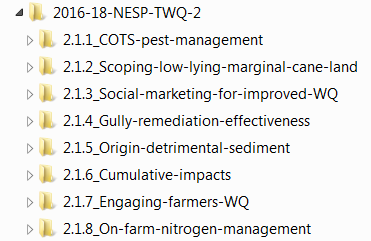 2016-18-NESP-TWQ-2
2.1.1_COTS-pest-management
2.1.2_Scoping-low-lying-marginal-cane-land
2.1.3_Social-marketing-for-improved-WQ
2.1.4_Gully-remediation-effectiveness
2.1.5_Origin-detrimental-sediment
2.1.6_Cumulative-impacts
2.1.7_Engaging-farmers-WQ
2.1.8_On-farm-nitrogen-management